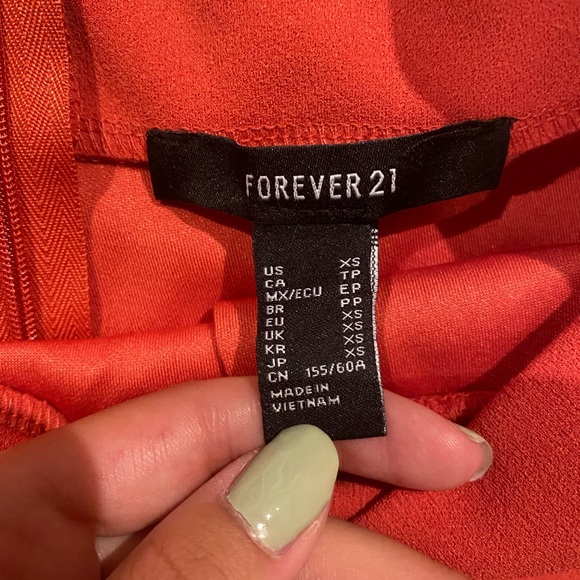 FOREVER 21
US XS
CA TP
MX/ECU EP
BR PP
EU XS
UK XS
KR XS
JP XS
CN 155/60A
MADE IN
VIETNAM